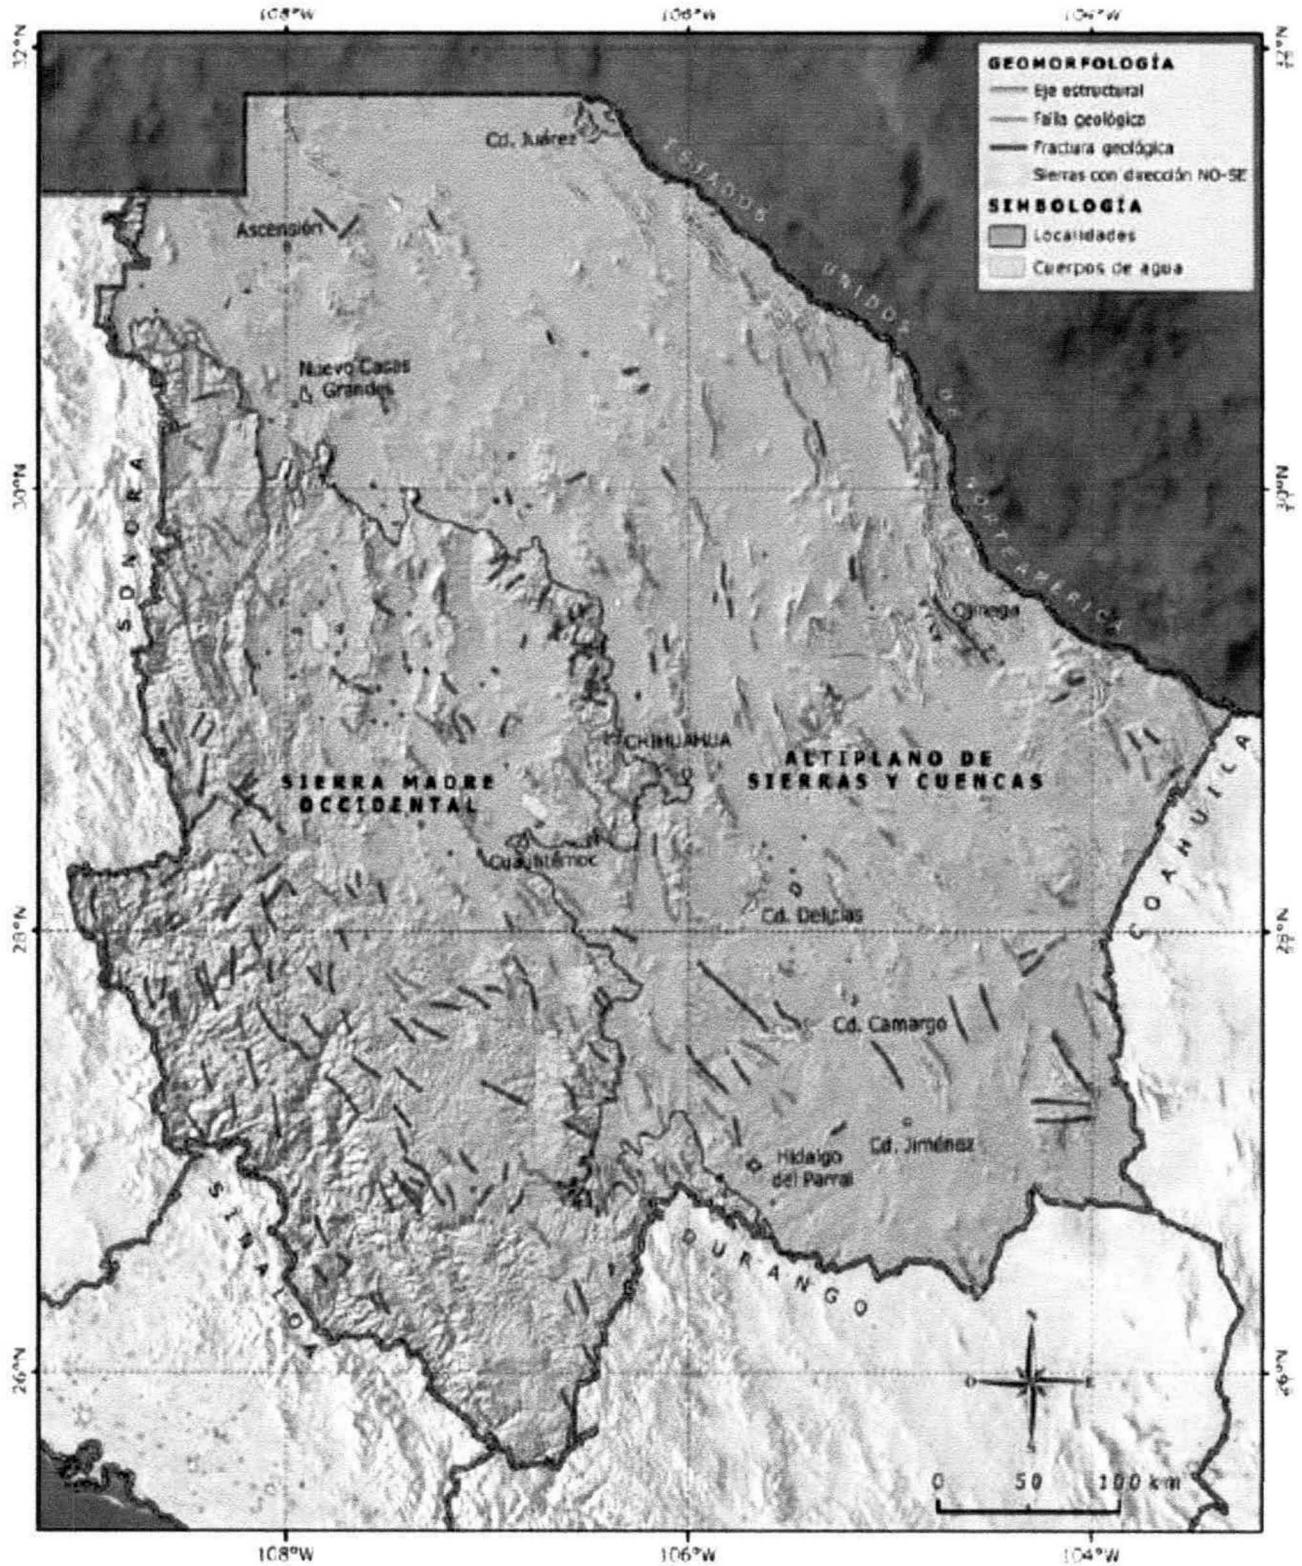 108°W 106°W 104°W
32°N
GEOMORFOLOGÍA
Eje estructural
Falla geológica
Fractura geológica
Sierras con dirección NO-SE
SIMBOLOGÍA
Localidades
Cuerpos de agua
Cd. Juárez
ESTADOS
UNIDOS
DE
NORTEAMÉRICA
Ascensión
Nuevo Casas
Grandes
SONORA
30°N
Ojinaga
CHIHUAHUA
ALTIPLANO DE
SIERRAS Y CUENCAS
SIERRA MADRE
OCCIDENTAL
COAHUILA
Cuauhtémoc
Cd. Delicias
28°N
Cd. Camargo
Cd. Jiménez
Hidalgo
del Parral
SINALOA
DURANGO
26°N
O E
0 50 100 km
108°W 106°W 104°W